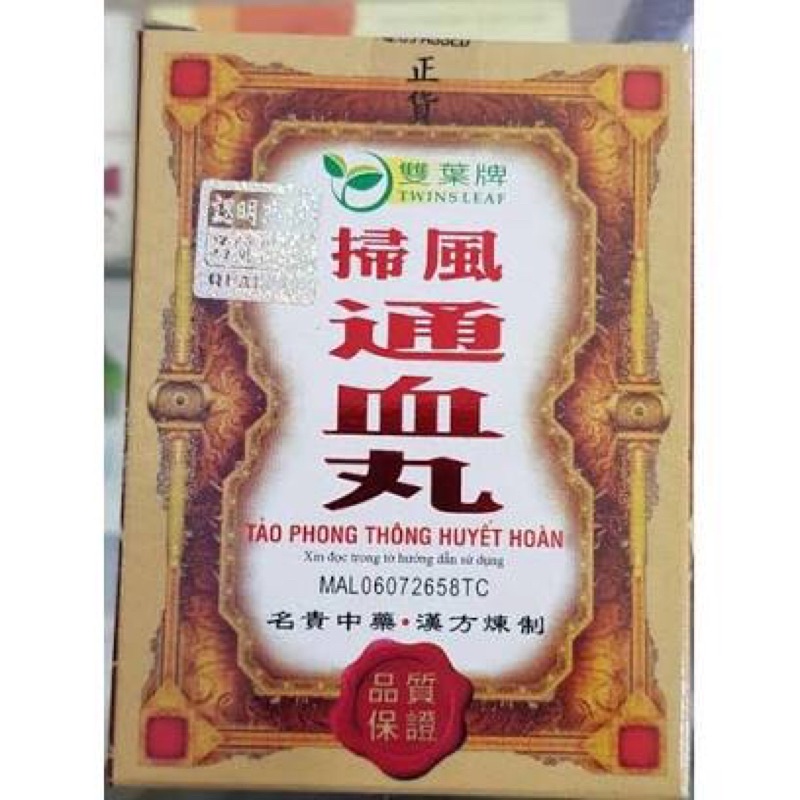 正
貨
雙葉牌
TWINS LEAF
掃風
通
血
丸
TẢO PHONG THÔNG HUYẾT HOÀN
Xin đọc trong tờ hướng dẫn sử dụng
MAL06072658TC
名貴中藥·漢方煉制
品質
保證